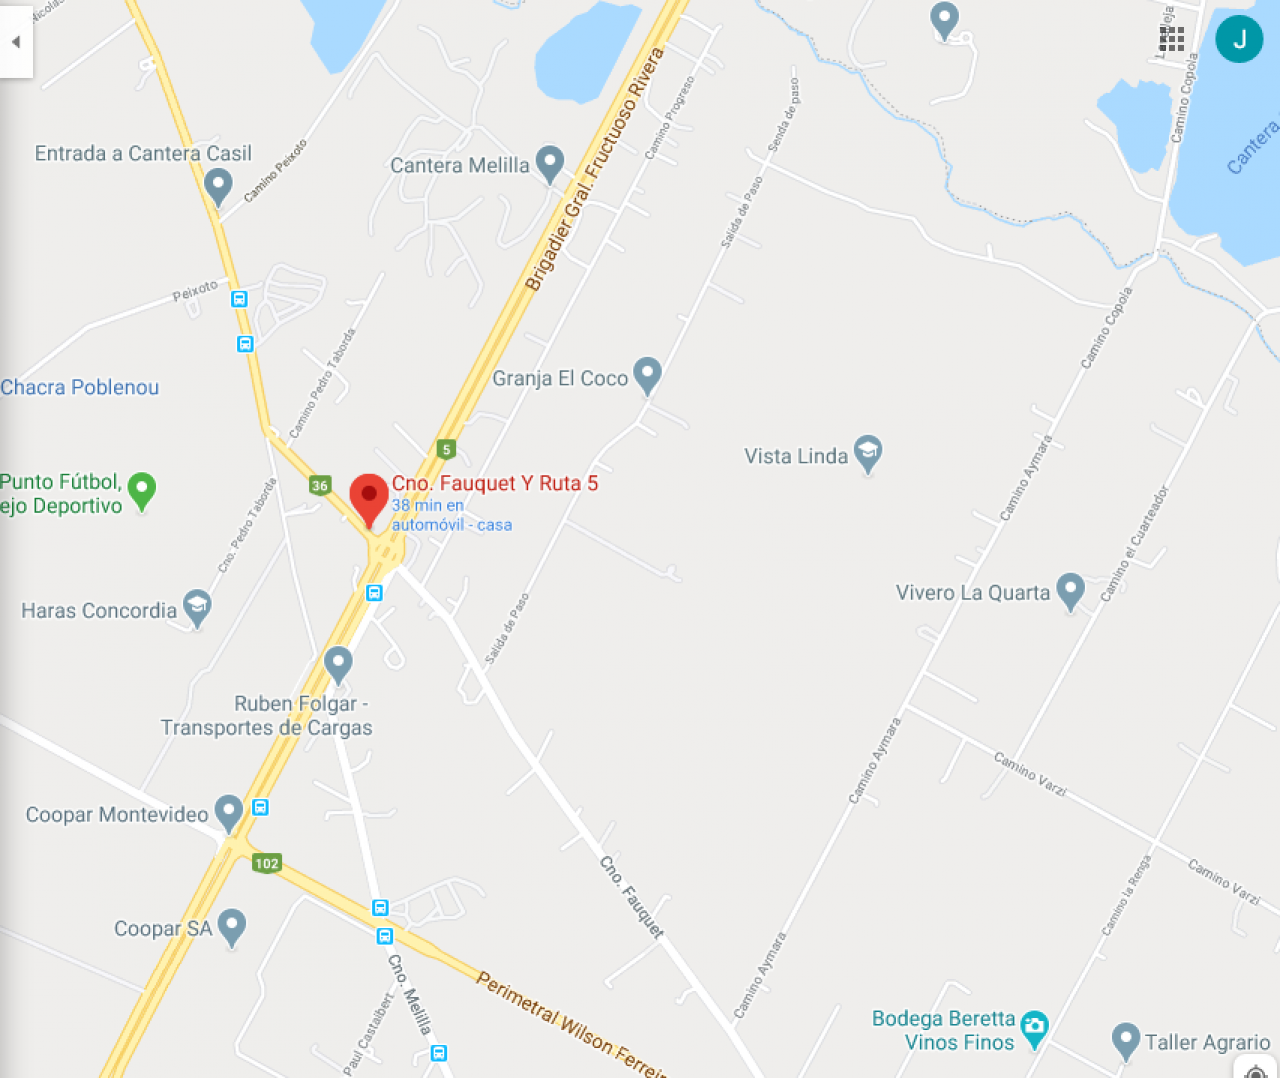 Nicolás
J
Camino Copola
Cantera
Entrada a Cantera Casil
Camino Peixoto
Cantera Melilla
Brigadier Gral. Fructuoso Rivera
Camino Progreso
Senda de paso
Salida de Paso
Peixoto
Camino Pedro Taborda
Camino Copola
Chacra Poblenou
Granja El Coco
5
Vista Linda
Camino Aymara
Punto Fútbol,
ejo Deportivo
36
Cno. Fauquet Y Ruta 5
38 min en
automóvil - casa
Cno. Pedro Taborda
Camino el Cuarteador
Haras Concordia
Salida de Paso
Vivero La Quarta
Ruben Folgar -
Transportes de Cargas
Camino Aymara
Camino Varzi
Coopar Montevideo
102
Cno. Fauquet
Camino la Renga
Camino Varzi
Coopar SA
Cno. Melilla
Paul Castalbert
Perimetral Wilson Ferreir
Camino Aymara
Bodega Beretta
Vinos Finos
Taller Agrario